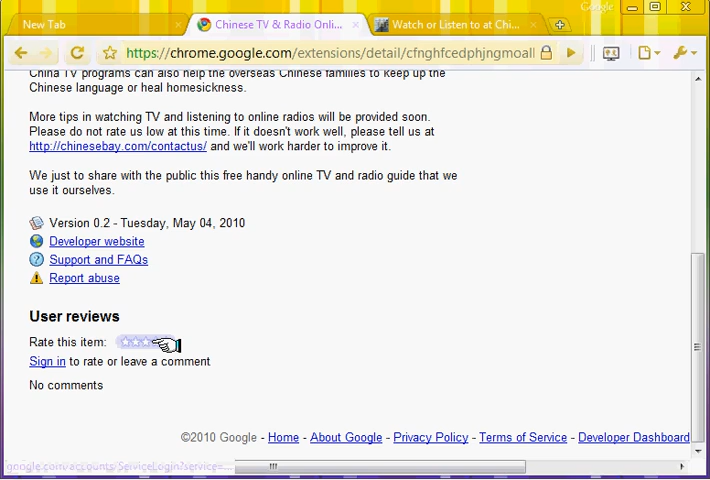 Google
New Tab
Chinese TV & Radio Onli...
Watch or Listen to at Chi...
https://chrome.google.com/extensions/detail/cfnghfcedphjngmoall
China TV programs can also help the overseas Chinese families to keep up the
Chinese language or heal homesickness.
More tips in watching TV and listening to online radios will be provided soon.
Please do not rate us low at this time. If it doesn't work well, please tell us at
http://chinesebay.com/contactus/ and we'll work harder to improve it.
We just to share with the public this free handy online TV and radio guide that we
use it ourselves.
Version 0.2 - Tuesday, May 04, 2010
Developer website
Support and FAQs
Report abuse
User reviews
Rate this item:
Sign in to rate or leave a comment
No comments
©2010 Google - Home - About Google - Privacy Policy - Terms of Service - Developer Dashboard
google.com/accounts/ServiceLogin?service=...